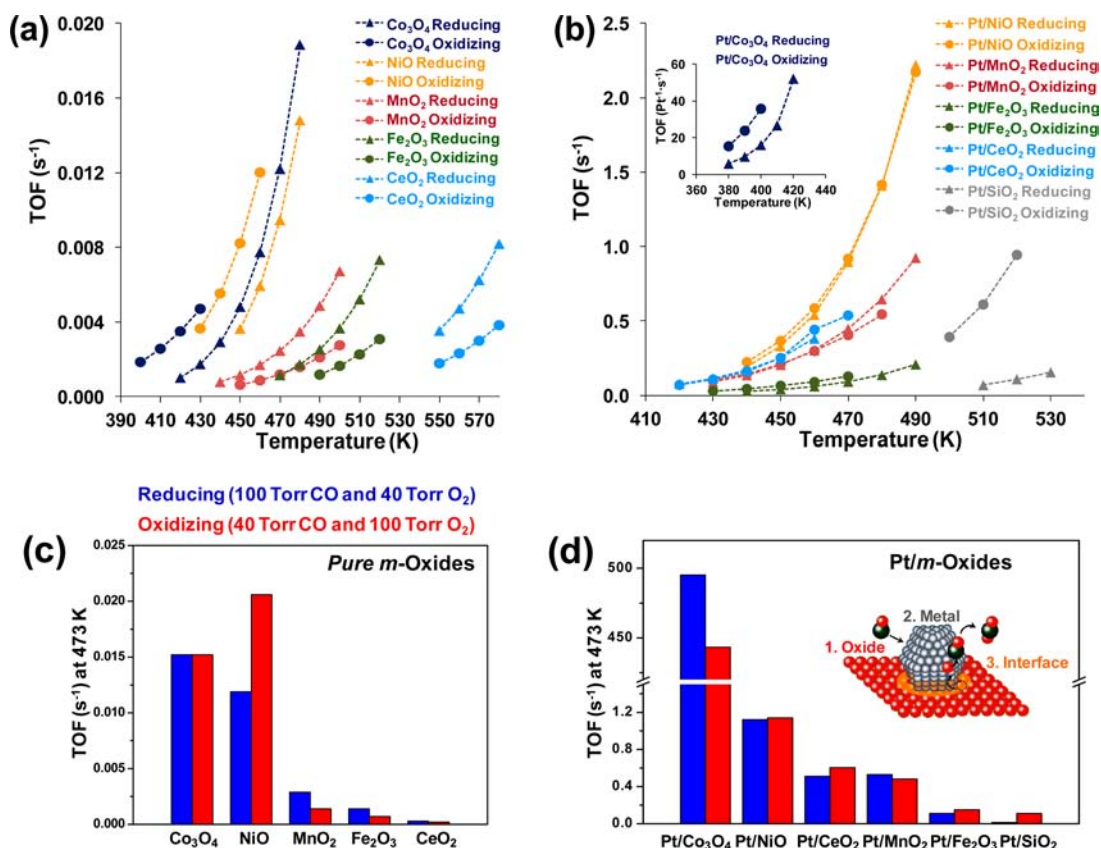 (a)
TOF (s⁻¹)
0.020
0.016
0.012
0.008
0.004
0.000
390 410 430 450 470 490 510 530 550 570
Temperature (K)
Co₃O₄ Reducing
Co₃O₄ Oxidizing
NiO Reducing
NiO Oxidizing
MnO₂ Reducing
MnO₂ Oxidizing
Fe₂O₃ Reducing
Fe₂O₃ Oxidizing
CeO₂ Reducing
CeO₂ Oxidizing
(b)
TOF (s⁻¹)
2.5
2.0
1.5
1.0
0.5
0.0
410 430 450 470 490 510 530
Temperature (K)
Pt/Co₃O₄ Reducing
Pt/Co₃O₄ Oxidizing
TOF (Pt⁻¹·s⁻¹)
60
40
20
0
360 380 400 420 440
Temperature (K)
Pt/NiO Reducing
Pt/NiO Oxidizing
Pt/MnO₂ Reducing
Pt/MnO₂ Oxidizing
Pt/Fe₂O₃ Reducing
Pt/Fe₂O₃ Oxidizing
Pt/CeO₂ Reducing
Pt/CeO₂ Oxidizing
Pt/SiO₂ Reducing
Pt/SiO₂ Oxidizing
Reducing (100 Torr CO and 40 Torr O₂)
Oxidizing (40 Torr CO and 100 Torr O₂)
(c)
Pure m-Oxides
TOF (s⁻¹) at 473 K
0.025
0.020
0.015
0.010
0.005
0.000
Co₃O₄ NiO MnO₂ Fe₂O₃ CeO₂
(d)
Pt/m-Oxides
TOF (s⁻¹) at 473 K
500
450
1.2
0.8
0.4
0.0
2. Metal
1. Oxide
3. Interface
Pt/Co₃O₄ Pt/NiO Pt/CeO₂ Pt/MnO₂ Pt/Fe₂O₃ Pt/SiO₂